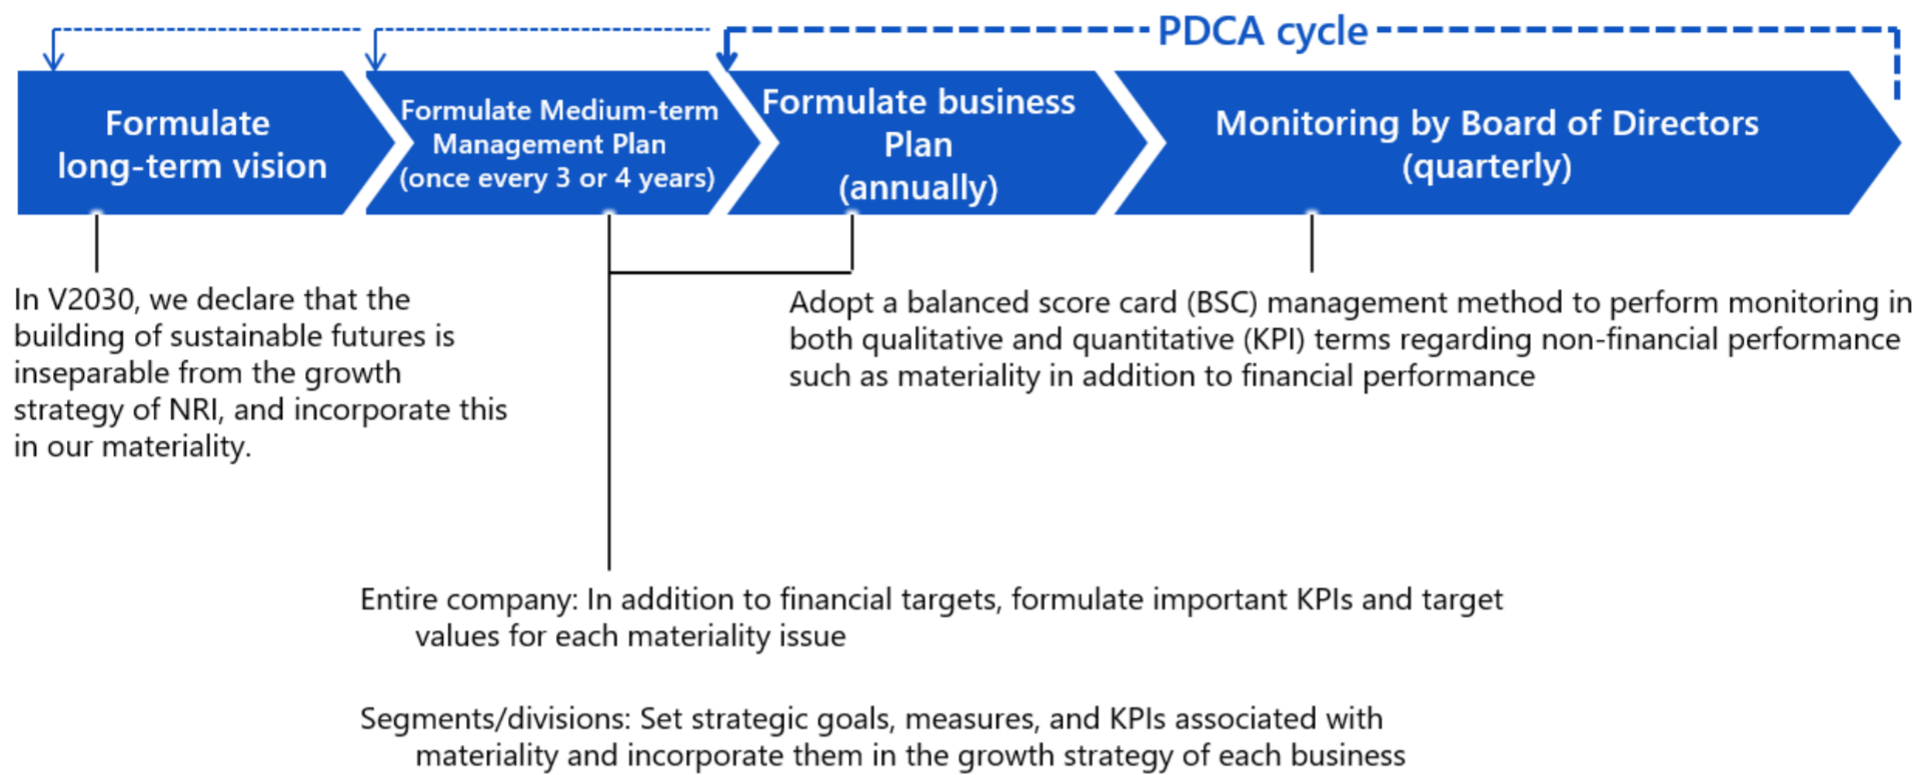 PDCA cycle
Formulate
long-term vision
Formulate Medium-term
Management Plan
(once every 3 or 4 years)
Formulate business
Plan
(annually)
Monitoring by Board of Directors
(quarterly)
In V2030, we declare that the
building of sustainable futures is
inseparable from the growth
strategy of NRI, and incorporate this
in our materiality.
Adopt a balanced score card (BSC) management method to perform monitoring in
both qualitative and quantitative (KPI) terms regarding non-financial performance
such as materiality in addition to financial performance
Entire company: In addition to financial targets, formulate important KPIs and target
values for each materiality issue
Segments/divisions: Set strategic goals, measures, and KPIs associated with
materiality and incorporate them in the growth strategy of each business